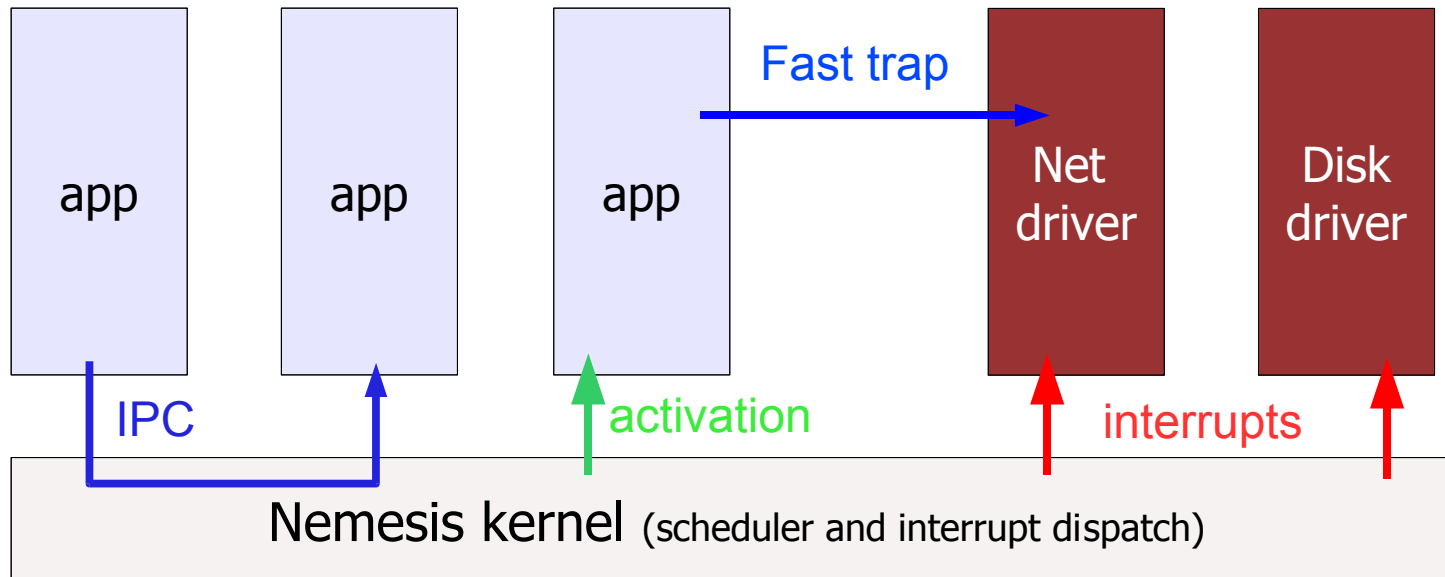 Fast trap
app
app
app
Net
driver
Disk
driver
IPC
activation
interrupts
Nemesis kernel (scheduler and interrupt dispatch)